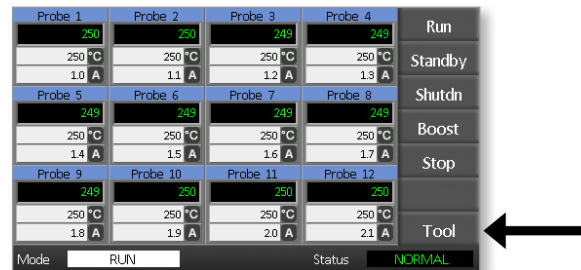 Probe 1 Probe 2 Probe 3 Probe 4 Run
250 250 249 249
250 °C 250 °C 250 °C 250 °C Standby
1.0 A 1.1 A 1.2 A 1.3 A
Probe 5 Probe 6 Probe 7 Probe 8 Shutdn
249 249 249 249
250 °C 250 °C 250 °C 250 °C Boost
1.4 A 1.5 A 1.6 A 1.7 A
Probe 9 Probe 10 Probe 11 Probe 12 Stop
249 250 250 250
250 °C 250 °C 250 °C 250 °C
1.8 A 1.9 A 2.0 A 2.1 A Tool
Mode RUN Status NORMAL